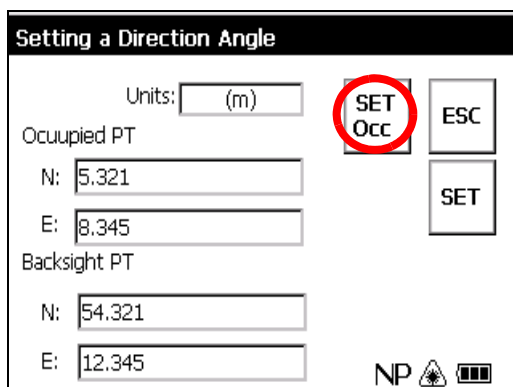 Setting a Direction Angle
Units: (m)
SET Occ
ESC
Ocuupied PT
N: 5.321
SET
E: 8.345
Backsight PT
N: 54.321
E: 12.345
NP